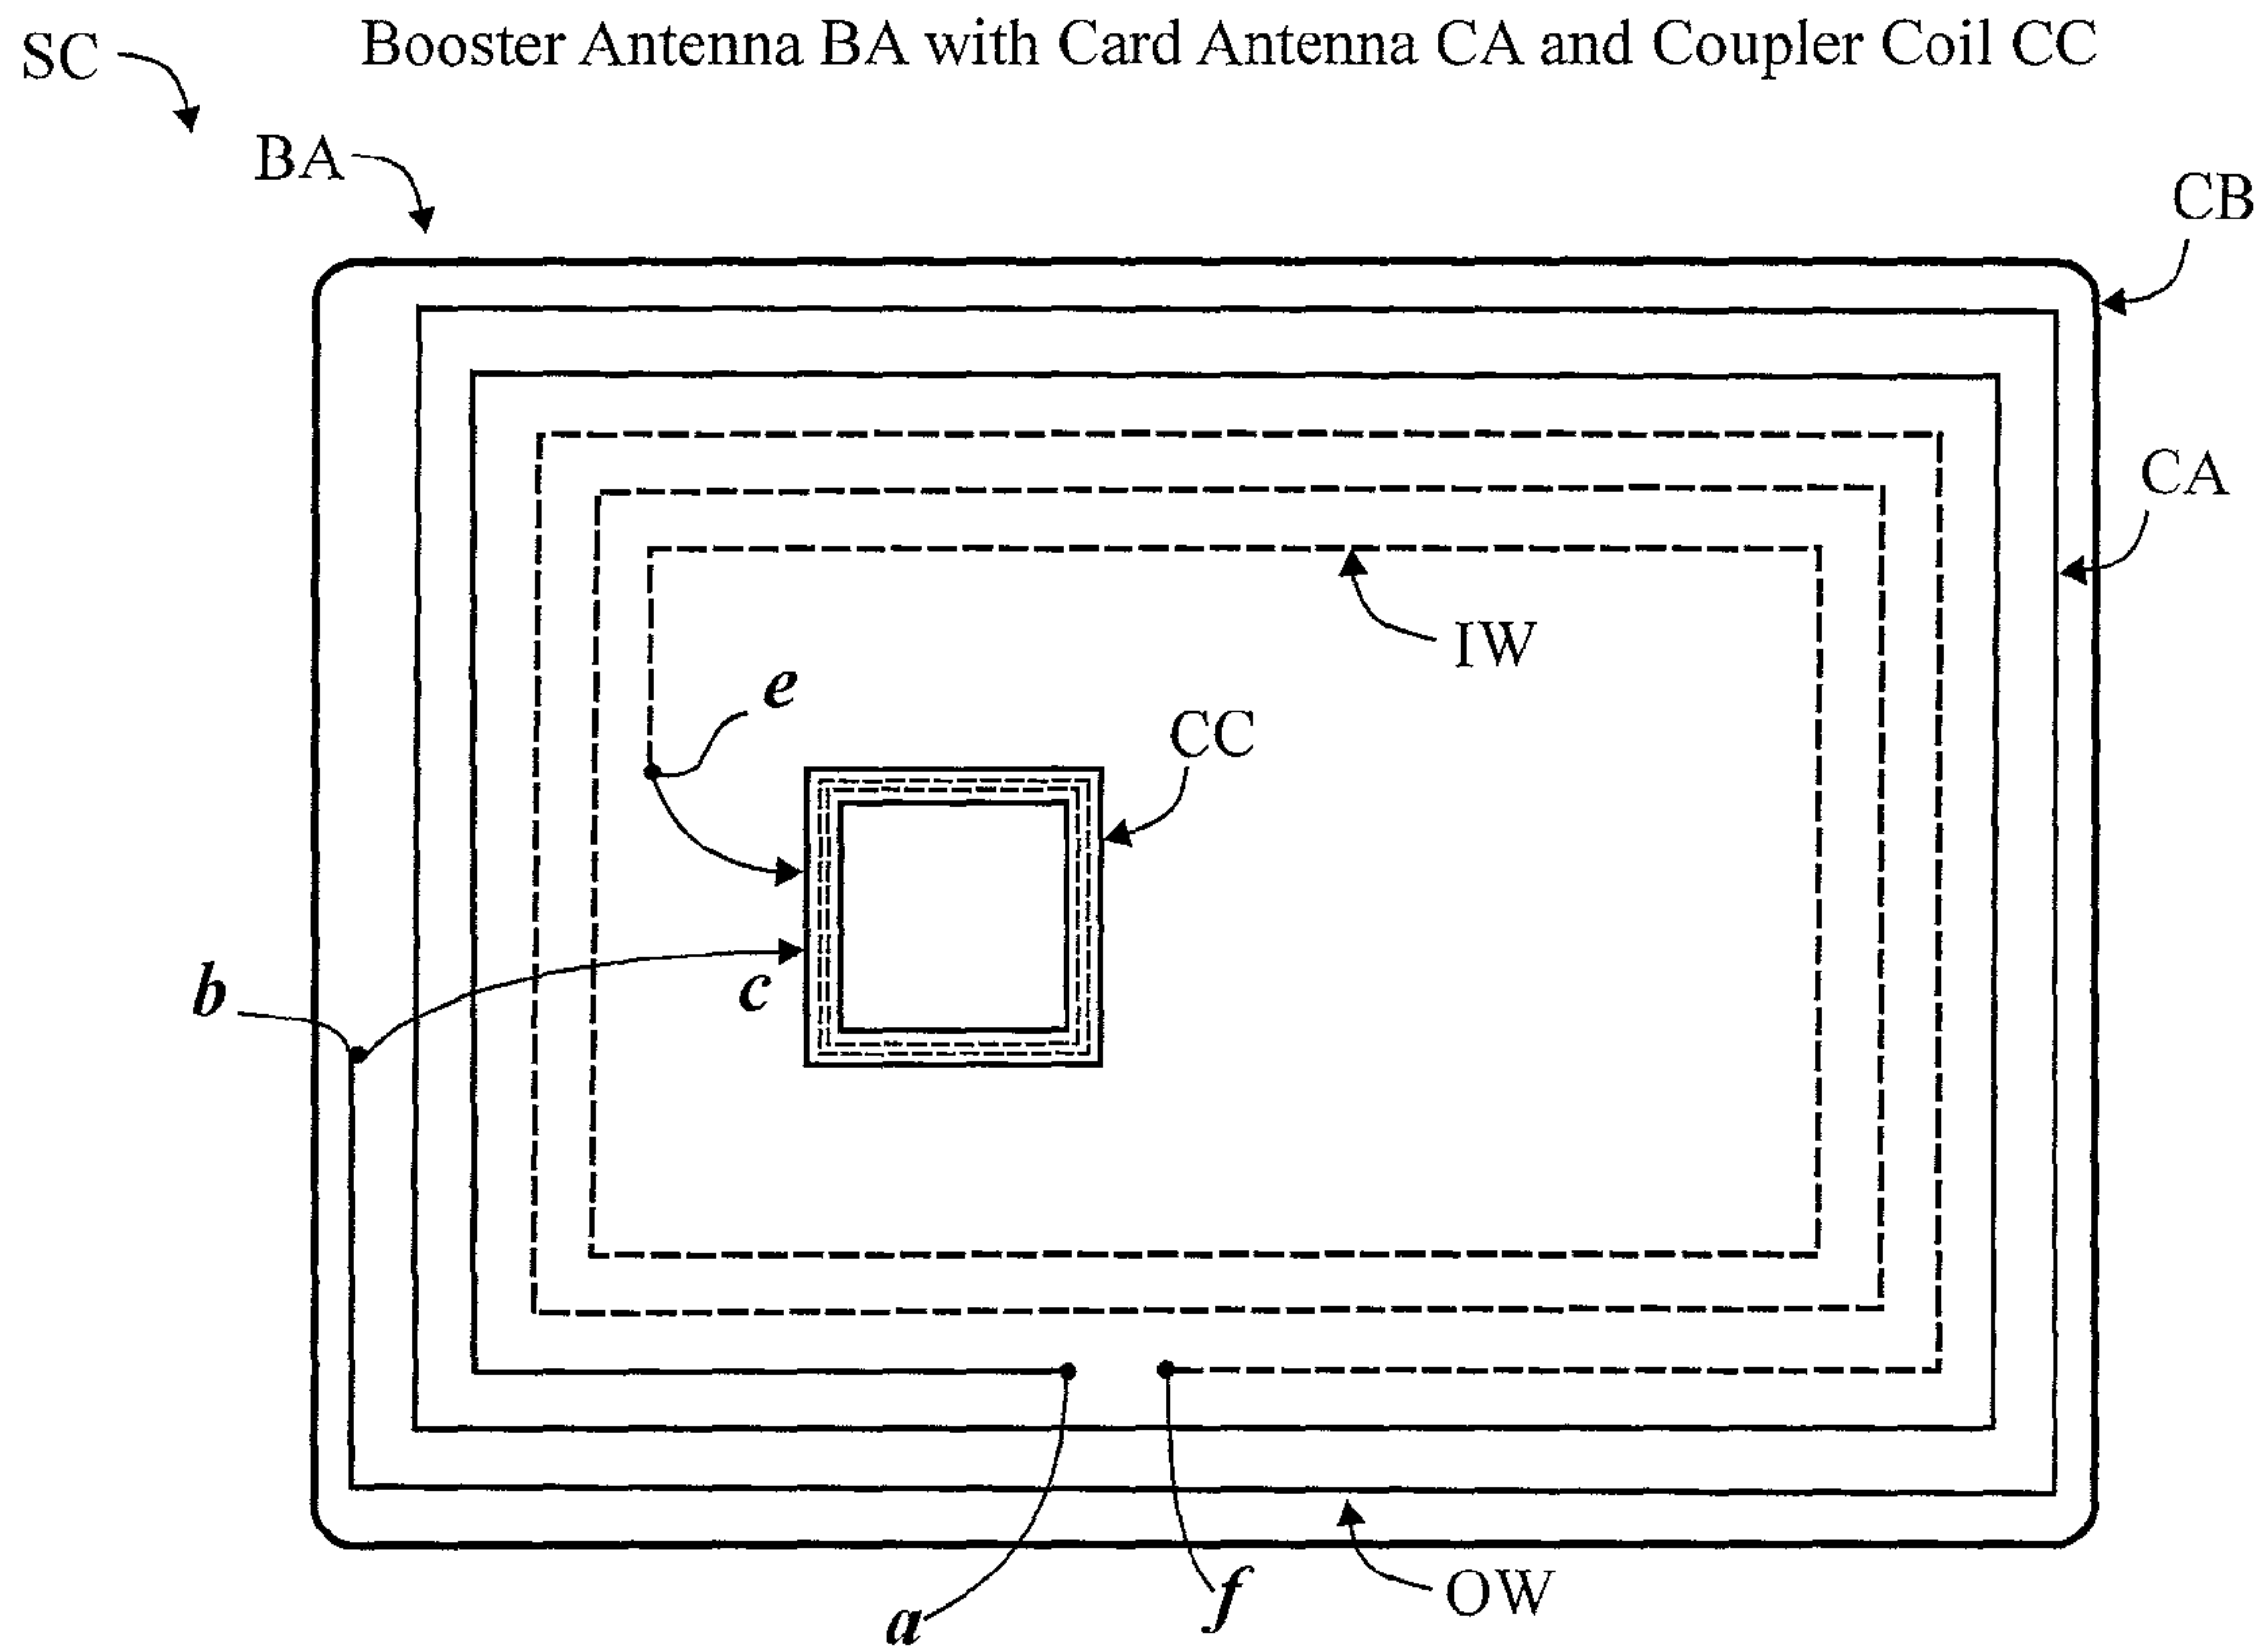 SC
Booster Antenna BA with Card Antenna CA and Coupler Coil CC
BA
CB
CA
IW
e
CC
b
c
a
f
OW